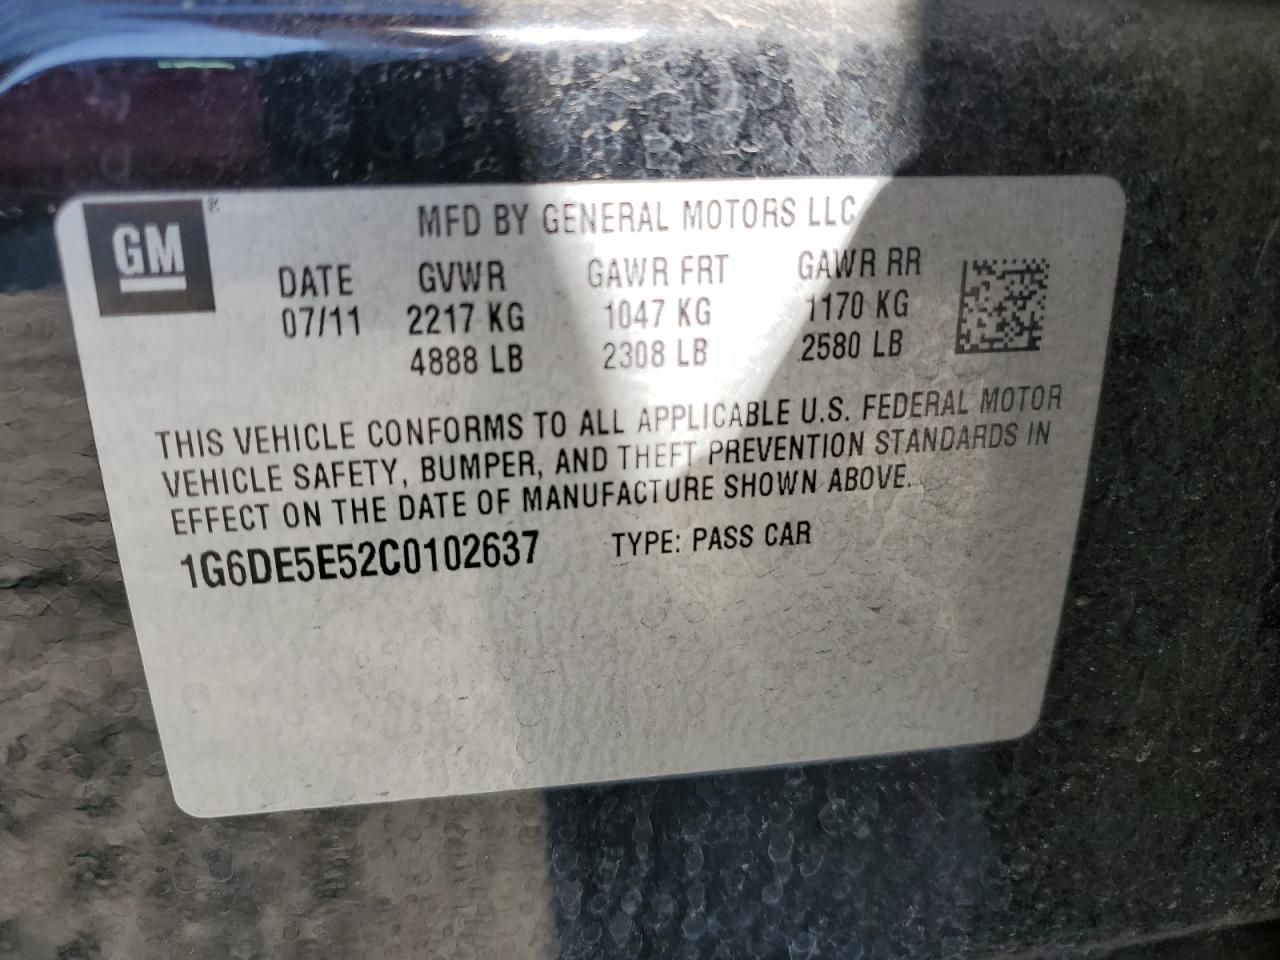 GM®
MFD BY GENERAL MOTORS LLC
DATE GVWR GAWR FRT GAWR RR
07/11 2217 KG 1047 KG 1170 KG
4888 LB 2308 LB 2580 LB
THIS VEHICLE CONFORMS TO ALL APPLICABLE U.S. FEDERAL MOTOR
VEHICLE SAFETY, BUMPER, AND THEFT PREVENTION STANDARDS IN
EFFECT ON THE DATE OF MANUFACTURE SHOWN ABOVE.
1G6DE5E52C0102637 TYPE: PASS CAR